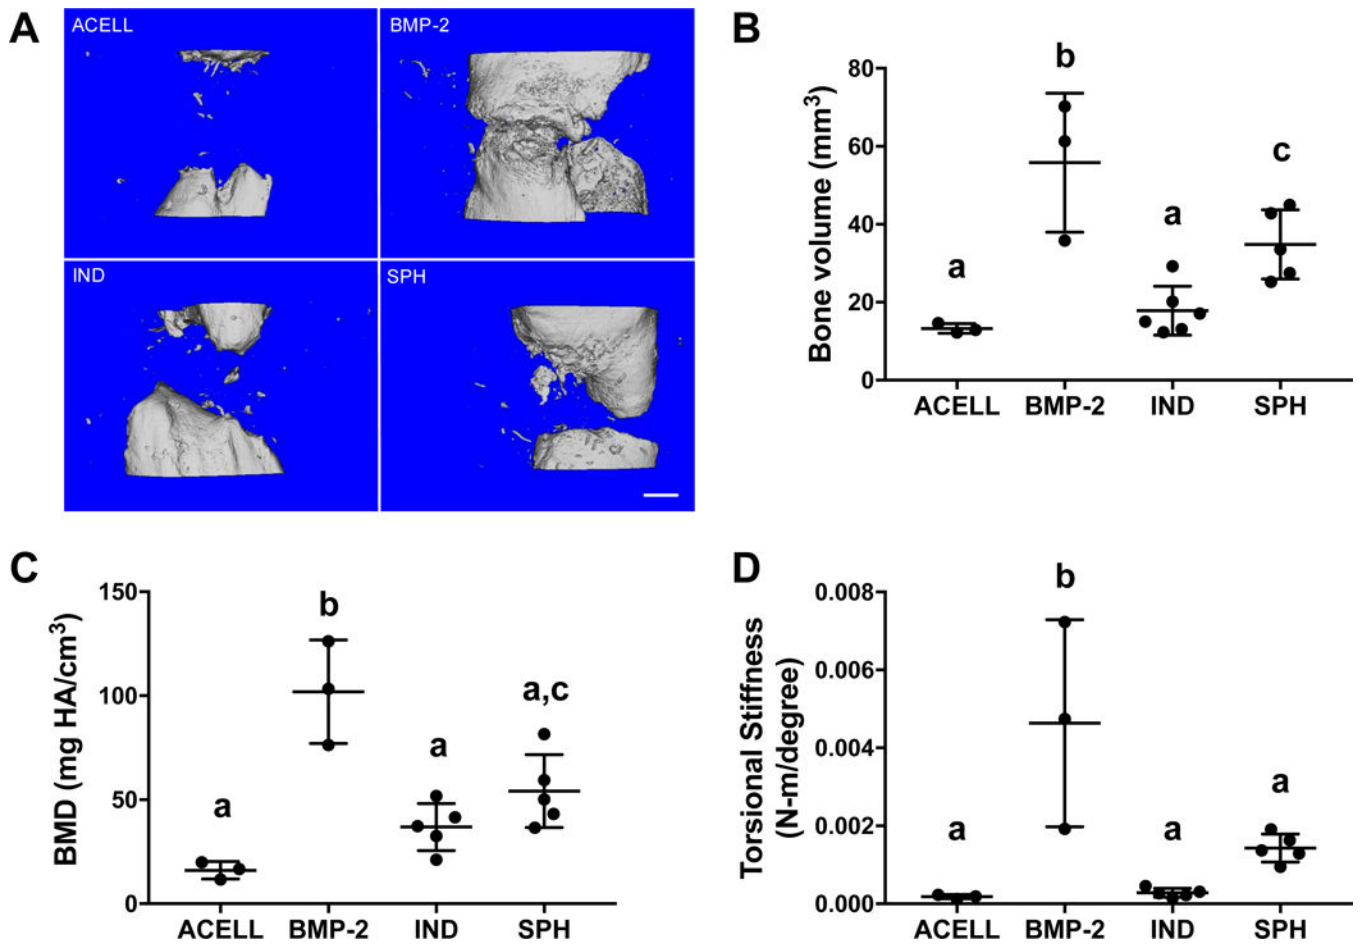 A
ACELL
BMP-2
IND
SPH
B
Bone volume (mm³)
80
60
40
20
0
a
b
a
c
ACELL
BMP-2
IND
SPH
C
BMD (mg HA/cm³)
150
100
50
0
a
b
a
a,c
ACELL
BMP-2
IND
SPH
D
Torsional Stiffness
(N-m/degree)
0.008
0.006
0.004
0.002
0.000
a
b
a
a
ACELL
BMP-2
IND
SPH